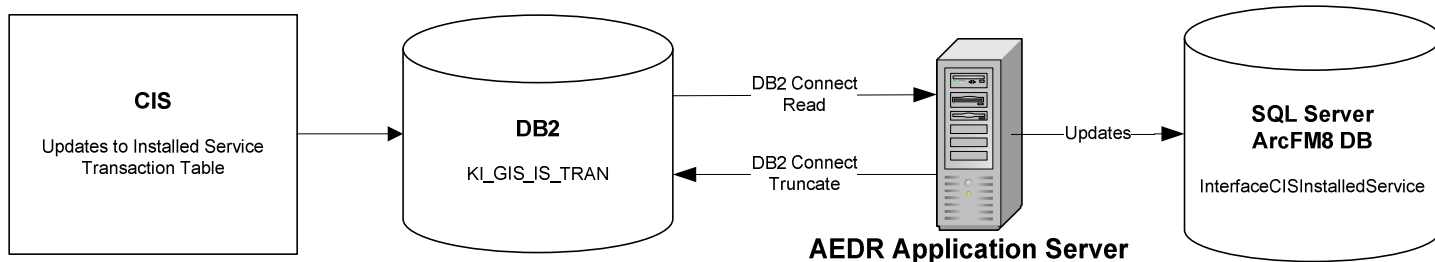 CIS
Updates to Installed Service
Transaction Table
DB2
KI_GIS_IS_TRAN
DB2 Connect
Read
DB2 Connect
Truncate
AEDR Application Server
Updates
SQL Server
ArcFM8 DB
InterfaceCISInstalledService